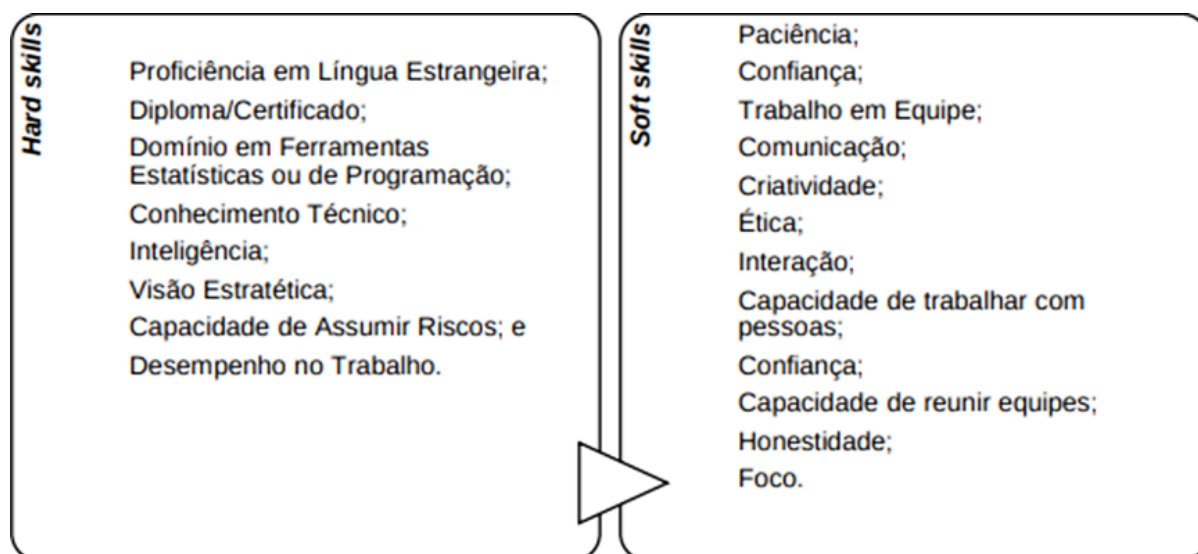 Hard skills
Proficiência em Língua Estrangeira;
Diploma/Certificado;
Domínio em Ferramentas
Estatísticas ou de Programação;
Conhecimento Técnico;
Inteligência;
Visão Estratética;
Capacidade de Assumir Riscos; e
Desempenho no Trabalho.
Soft skills
Paciência;
Confiança;
Trabalho em Equipe;
Comunicação;
Criatividade;
Ética;
Interação;
Capacidade de trabalhar com
pessoas;
Confiança;
Capacidade de reunir equipes;
Honestidade;
Foco.